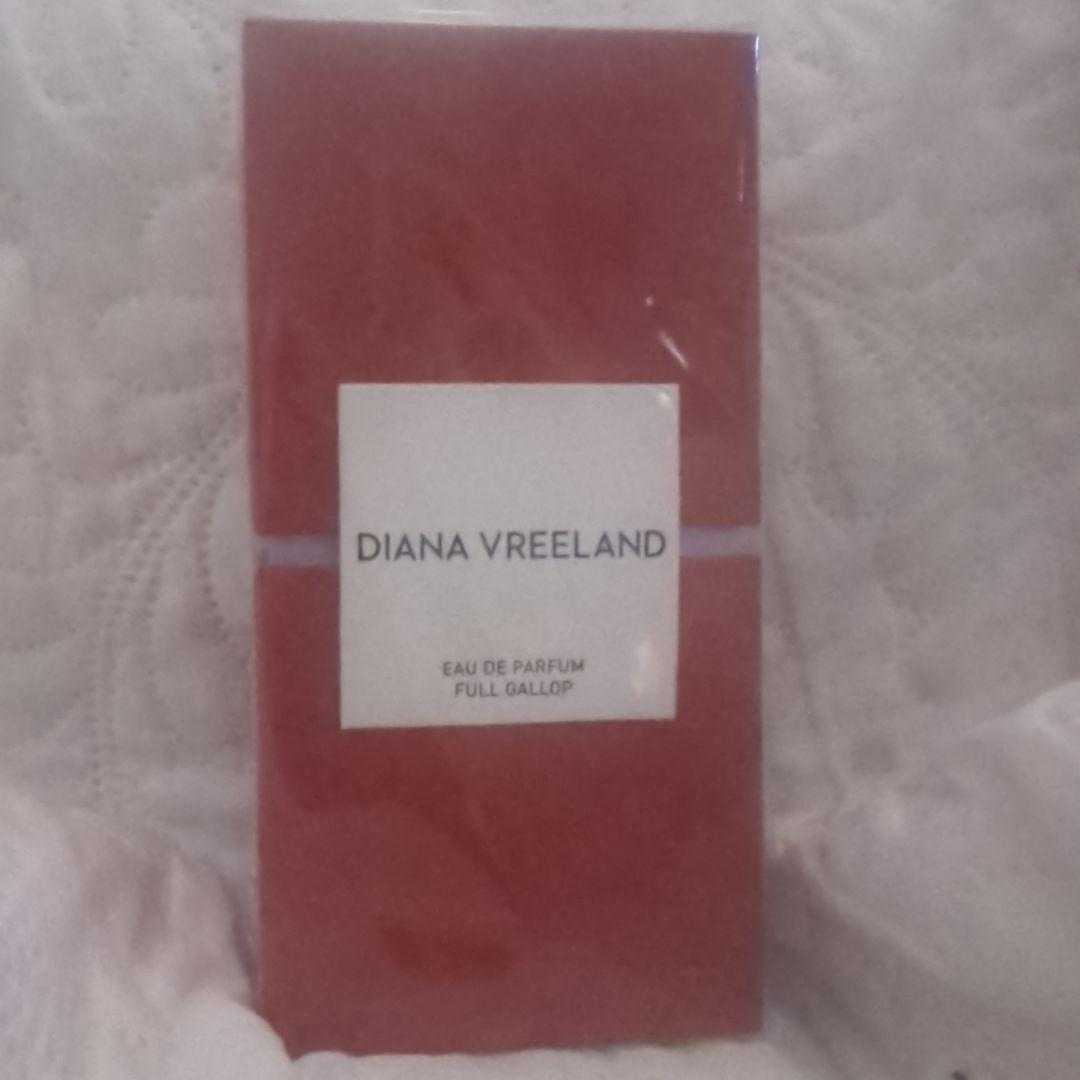 DIANA VREELAND
EAU DE PARFUM
FULL GALLOP